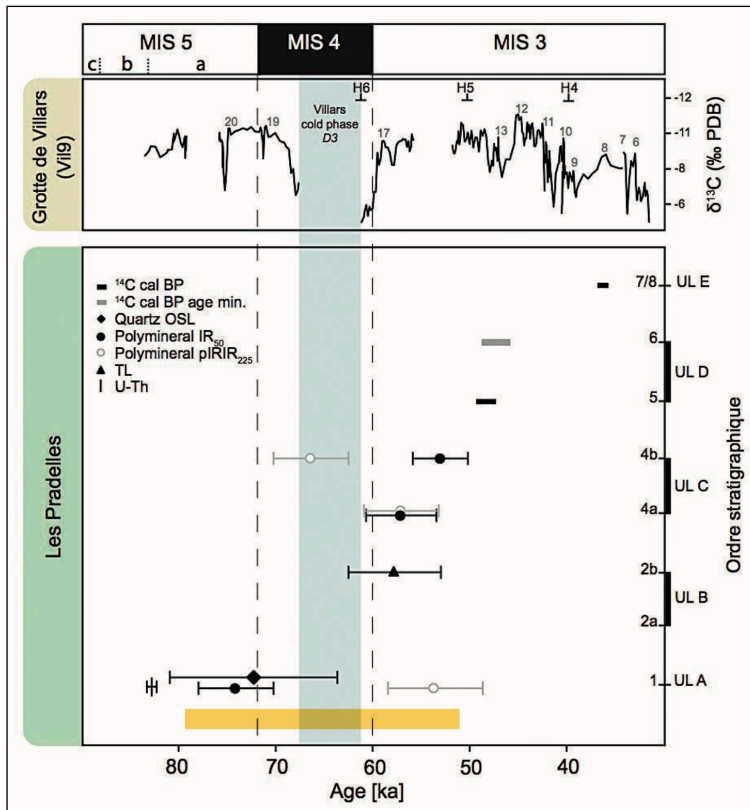 MIS 5 MIS 4 MIS 3
c b a
H6 H5 H4
Grotte de Villars
(Vil9)
Villars
cold phase
D3
20 19 17 13 12 11 10 9 8 7 6
-12
-11
-8
-6
δ¹³C (‰ PDB)
Les Pradelles
¹⁴C cal BP
¹⁴C cal BP age min.
Quartz OSL
Polymineral IR₅₀
Polymineral pIRIR₂₂₅
TL
U-Th
7/8 UL E
6
UL D
5
4b
UL C
4a
2b
UL B
2a
1 UL A
Ordre stratigraphique
80 70 60 50 40
Age [ka]